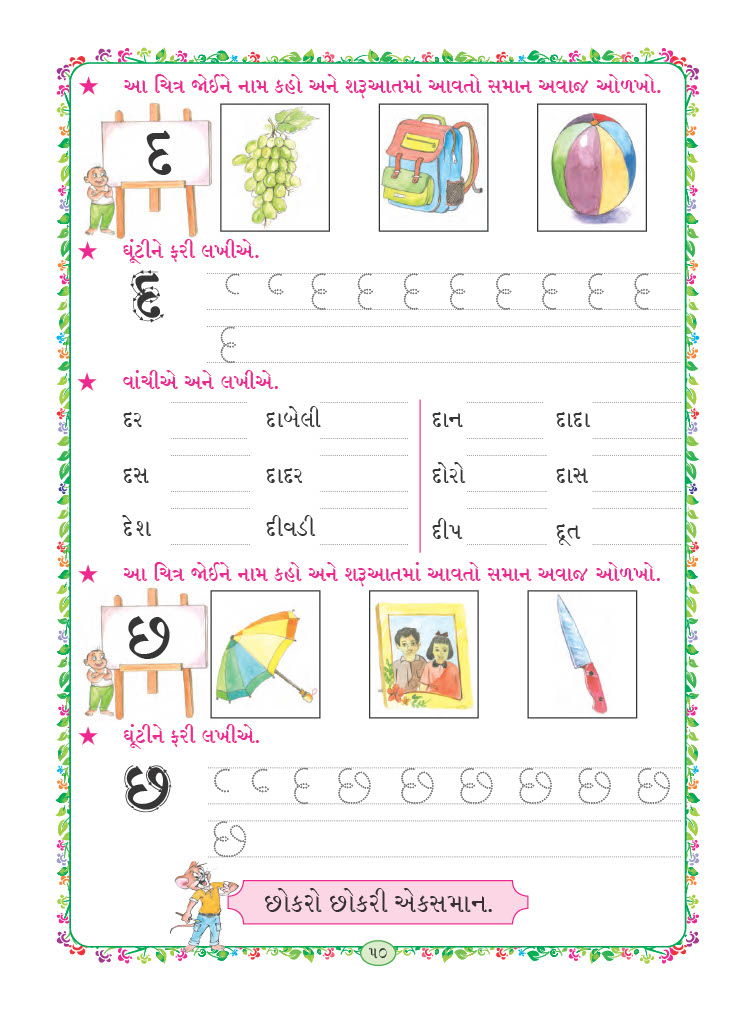 ★ આ ચિત્ર જોઈને નામ કહો અને શરૂઆતમાં આવતો સમાન અવાજ ઓળખો.
દ
★ ઘૂંટીને ફરી લખીએ.
દ દ દ દ દ દ દ દ દ
દ
★ વાંચીએ અને લખીએ.
દર દાબેલી દાન દાદા
દસ દાદર દોરો દાસ
દેશ દીવડી દીપ દૂત
★ આ ચિત્ર જોઈને નામ કહો અને શરૂઆતમાં આવતો સમાન અવાજ ઓળખો.
છ
★ ઘૂંટીને ફરી લખીએ.
છ છ છ છ છ છ છ
છ
છોકરો છોકરી એકસમાન.
૫૦